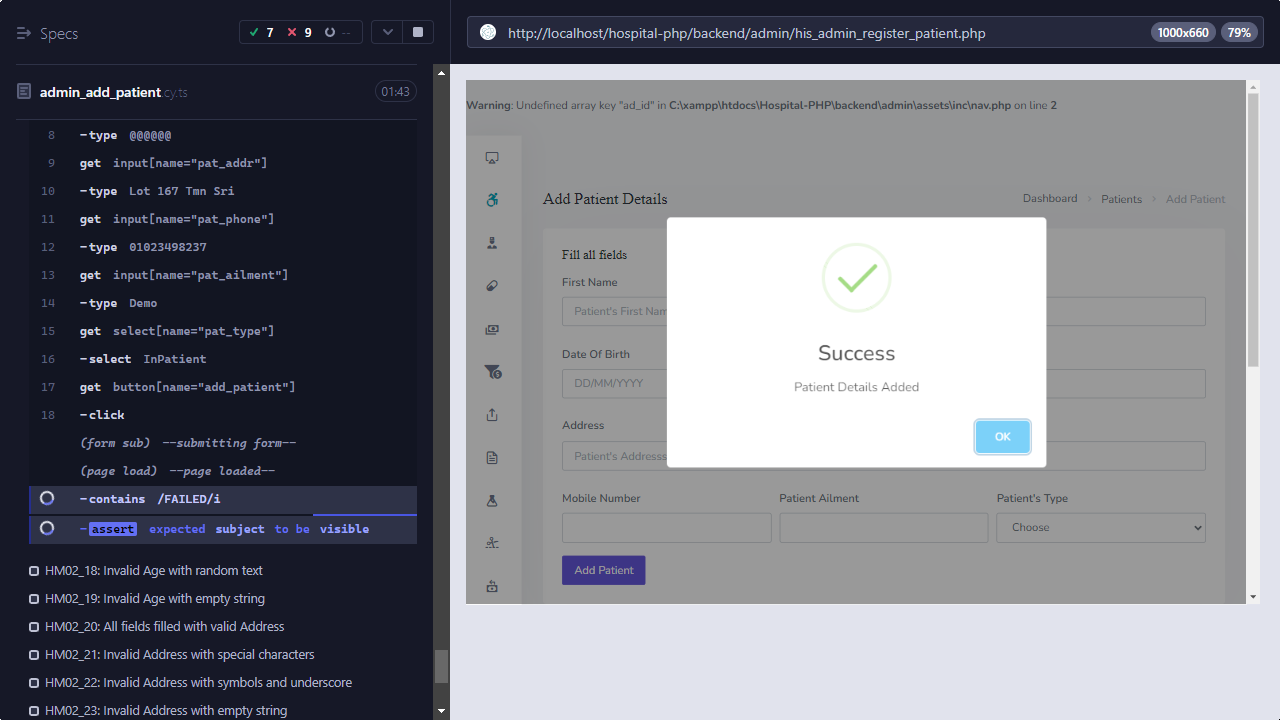 Specs
7 9 --
admin_add_patient.cy.ts 01:43
8 -type @@@@@@
9 get input[name="pat_addr"]
10 -type Lot 167 Tmn Sri
11 get input[name="pat_phone"]
12 -type 01023498237
13 get input[name="pat_ailment"]
14 -type Demo
15 get select[name="pat_type"]
16 -select InPatient
17 get button[name="add_patient"]
18 -click
(form sub) --submitting form--
(page load) --page loaded--
-contains /FAILED/i
-assert expected subject to be visible
HM02_18: Invalid Age with random text
HM02_19: Invalid Age with empty string
HM02_20: All fields filled with valid Address
HM02_21: Invalid Address with special characters
HM02_22: Invalid Address with symbols and underscore
HM02_23: Invalid Address with empty string
http://localhost/hospital-php/backend/admin/his_admin_register_patient.php 1000x660 79%
Warning: Undefined array key "ad_id" in C:\xampp\htdocs\Hospital-PHP\backend\admin\assets\inc\nav.php on line 2
Add Patient Details
Dashboard > Patients > Add Patient
Fill all fields
First Name
Patient's First Nam
Date Of Birth
DD/MM/YYYY
Address
Patient's Addresss
Mobile Number Patient Ailment Patient's Type
Choose
Add Patient
Success
Patient Details Added
OK